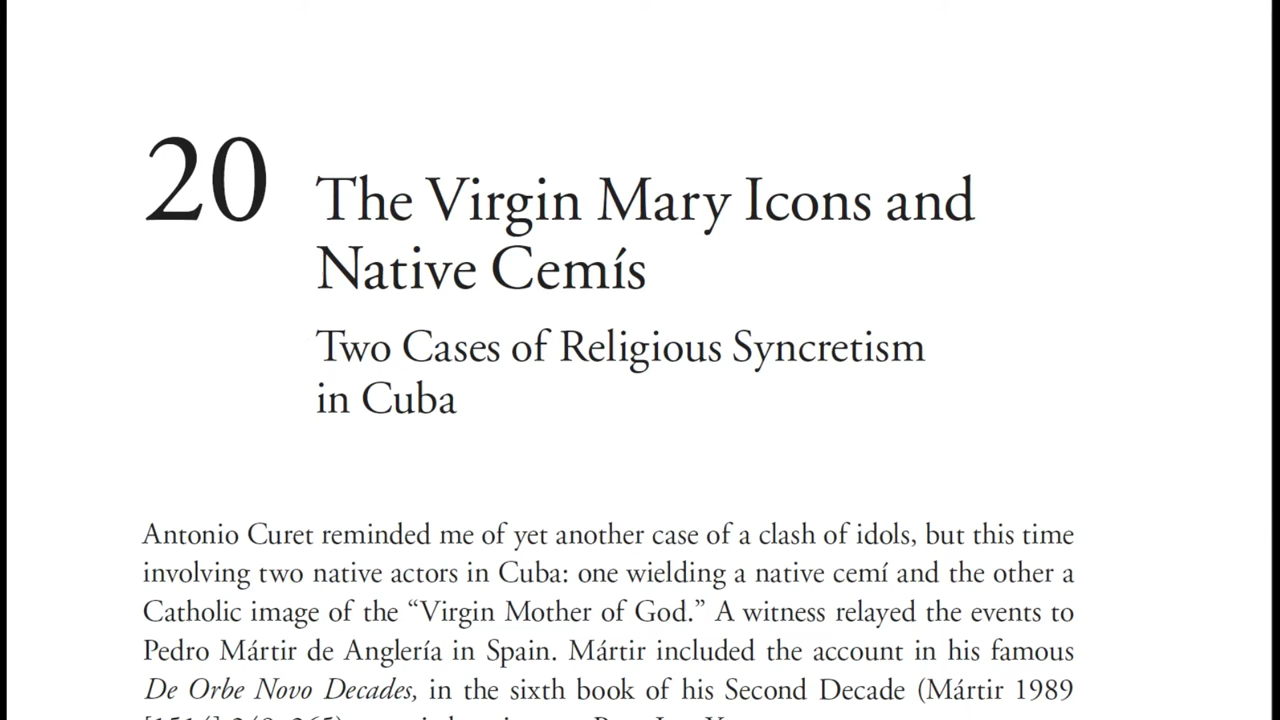 20 The Virgin Mary Icons and
Native Cemís
Two Cases of Religious Syncretism
in Cuba
Antonio Curet reminded me of yet another case of a clash of idols, but this time
involving two native actors in Cuba: one wielding a native cemí and the other a
Catholic image of the “Virgin Mother of God.” A witness relayed the events to
Pedro Mártir de Anglería in Spain. Mártir included the account in his famous
De Orbe Novo Decades, in the sixth book of his Second Decade (Mártir 1989